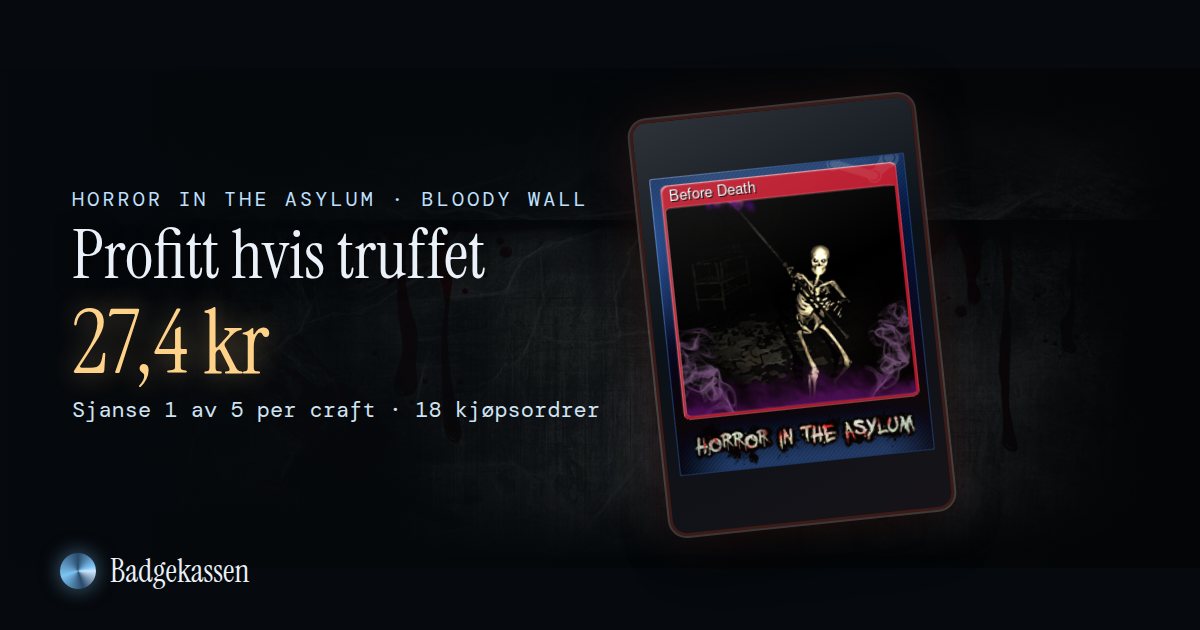 HORROR IN THE ASYLUM · BLOODY WALL
Profitt hvis truffet
27,4 kr
Sjanse 1 av 5 per craft · 18 kjøpsordrer
Before Death
HORROR IN THE ASYLUM
Badgekassen